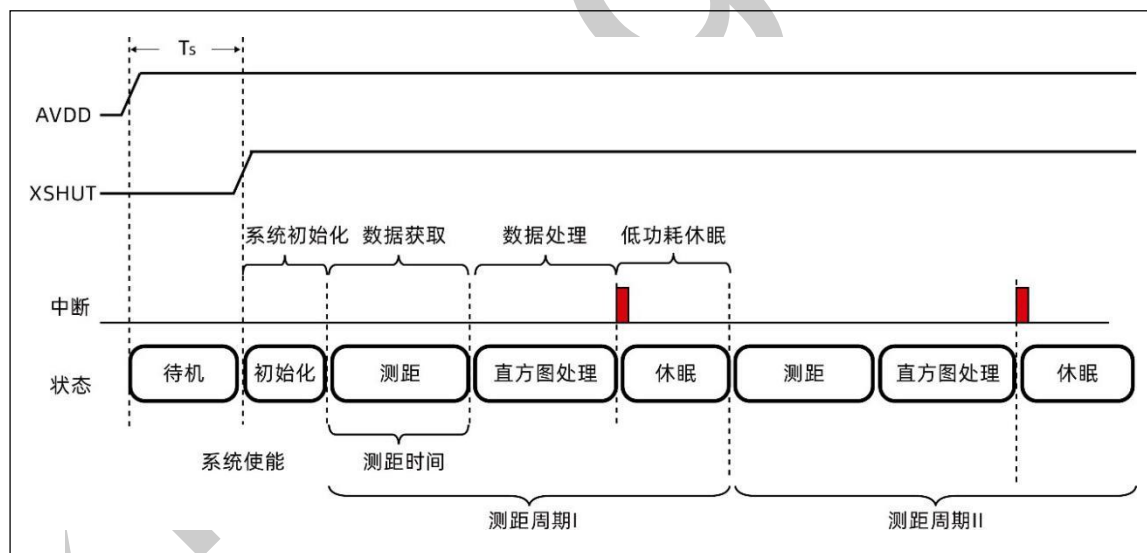 Ts
AVDD
XSHUT
系统初始化 数据获取 数据处理 低功耗休眠
中断
状态 待机 初始化 测距 直方图处理 休眠 测距 直方图处理 休眠
系统使能 测距时间
测距周期I 测距周期II